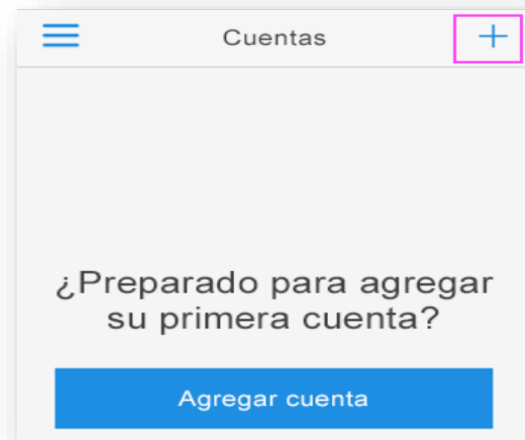 Cuentas
¿Preparado para agregar
su primera cuenta?
Agregar cuenta